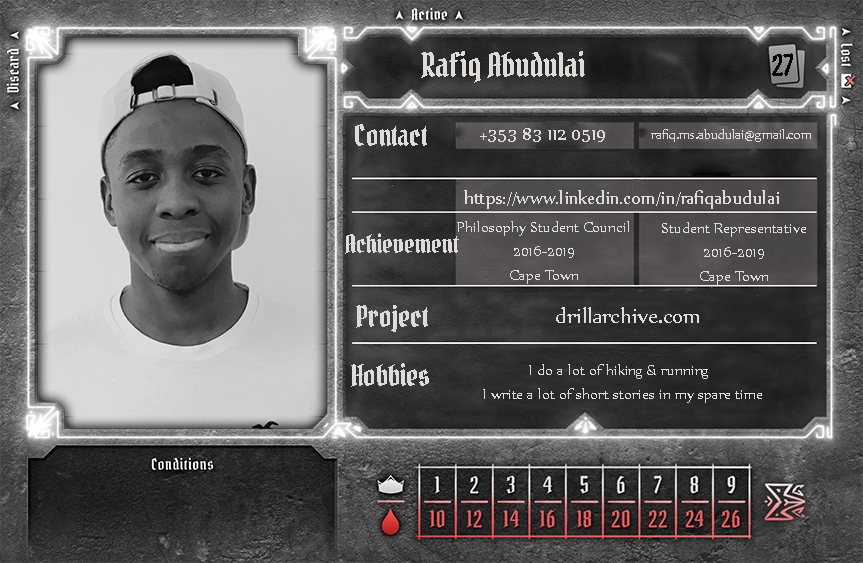 Active
Discard
Lost
Rafiq Abudulai
27
Contact
+353 83 112 0519
rafiq.ms.abudulai@gmail.com
https://www.linkedin.com/in/rafiqabudulai
Achievement
Philosophy Student Council
2016-2019
Cape Town
Student Representative
2016-2019
Cape Town
Project
drillarchive.com
Hobbies
I do a lot of hiking & running
I write a lot of short stories in my spare time
Conditions
1 2 3 4 5 6 7 8 9
10 12 14 16 18 20 22 24 26